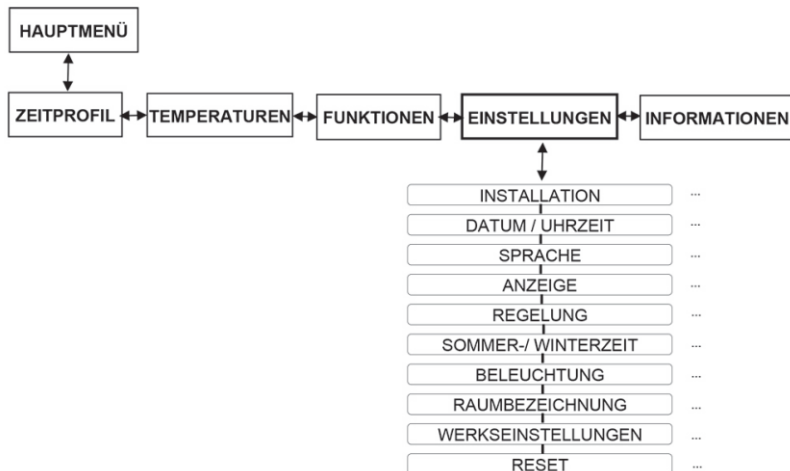 HAUPTMENÜ
ZEITPROFIL TEMPERATUREN FUNKTIONEN EINSTELLUNGEN INFORMATIONEN
INSTALLATION ...
DATUM / UHRZEIT ...
SPRACHE ...
ANZEIGE ...
REGELUNG ...
SOMMER-/ WINTERZEIT ...
BELEUCHTUNG ...
RAUMBEZEICHNUNG ...
WERKSEINSTELLUNGEN ...
RESET ...